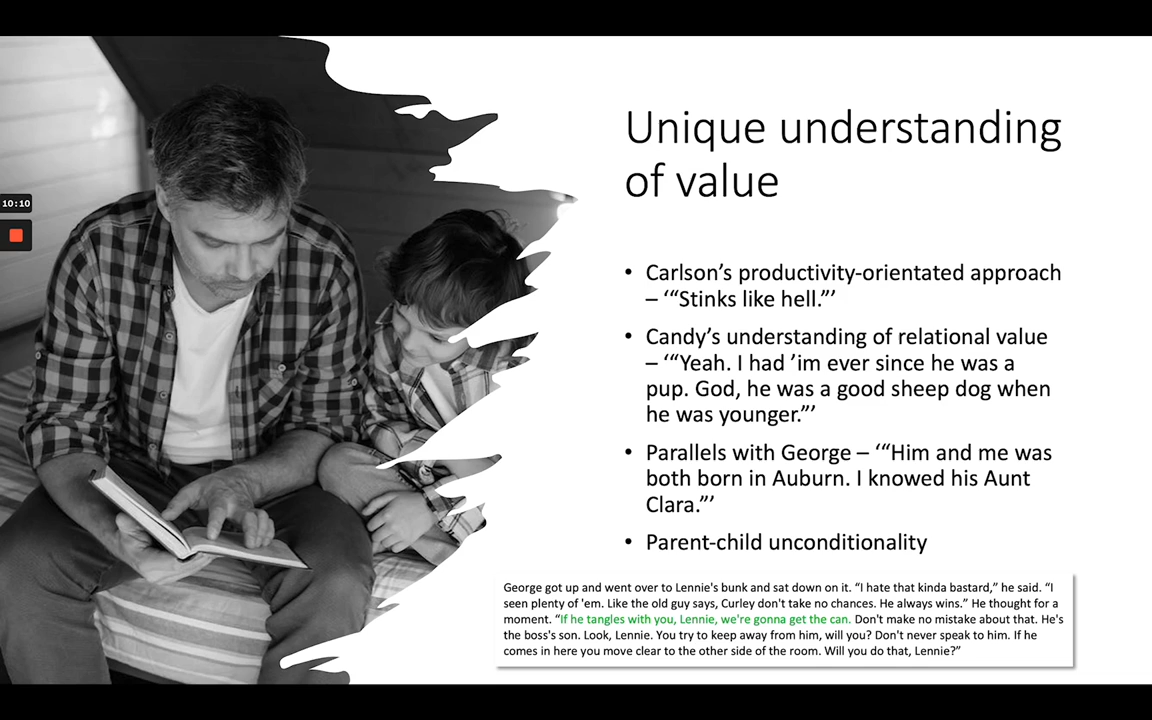 10:10
Unique understanding
of value
• Carlson’s productivity-orientated approach
– ‘“Stinks like hell.”’
• Candy’s understanding of relational value
– ‘“Yeah. I had ’im ever since he was a
pup. God, he was a good sheep dog when
he was younger.”’
• Parallels with George – ‘“Him and me was
both born in Auburn. I knowed his Aunt
Clara.”’
• Parent-child unconditionality
George got up and went over to Lennie's bunk and sat down on it. “I hate that kinda bastard,” he said. “I
seen plenty of 'em. Like the old guy says, Curley don't take no chances. He always wins.” He thought for a
moment. “If he tangles with you, Lennie, we're gonna get the can. Don't make no mistake about that. He's
the boss's son. Look, Lennie. You try to keep away from him, will you? Don't never speak to him. If he
comes in here you move clear to the other side of the room. Will you do that, Lennie?”